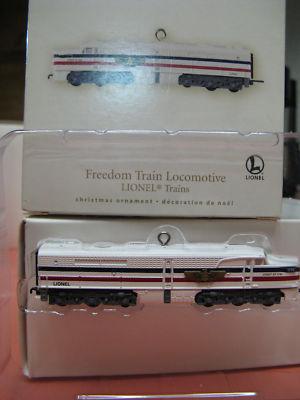 LIONEL
Freedom Train Locomotive
LIONEL® Trains
christmas ornament • décoration de noël
LIONEL